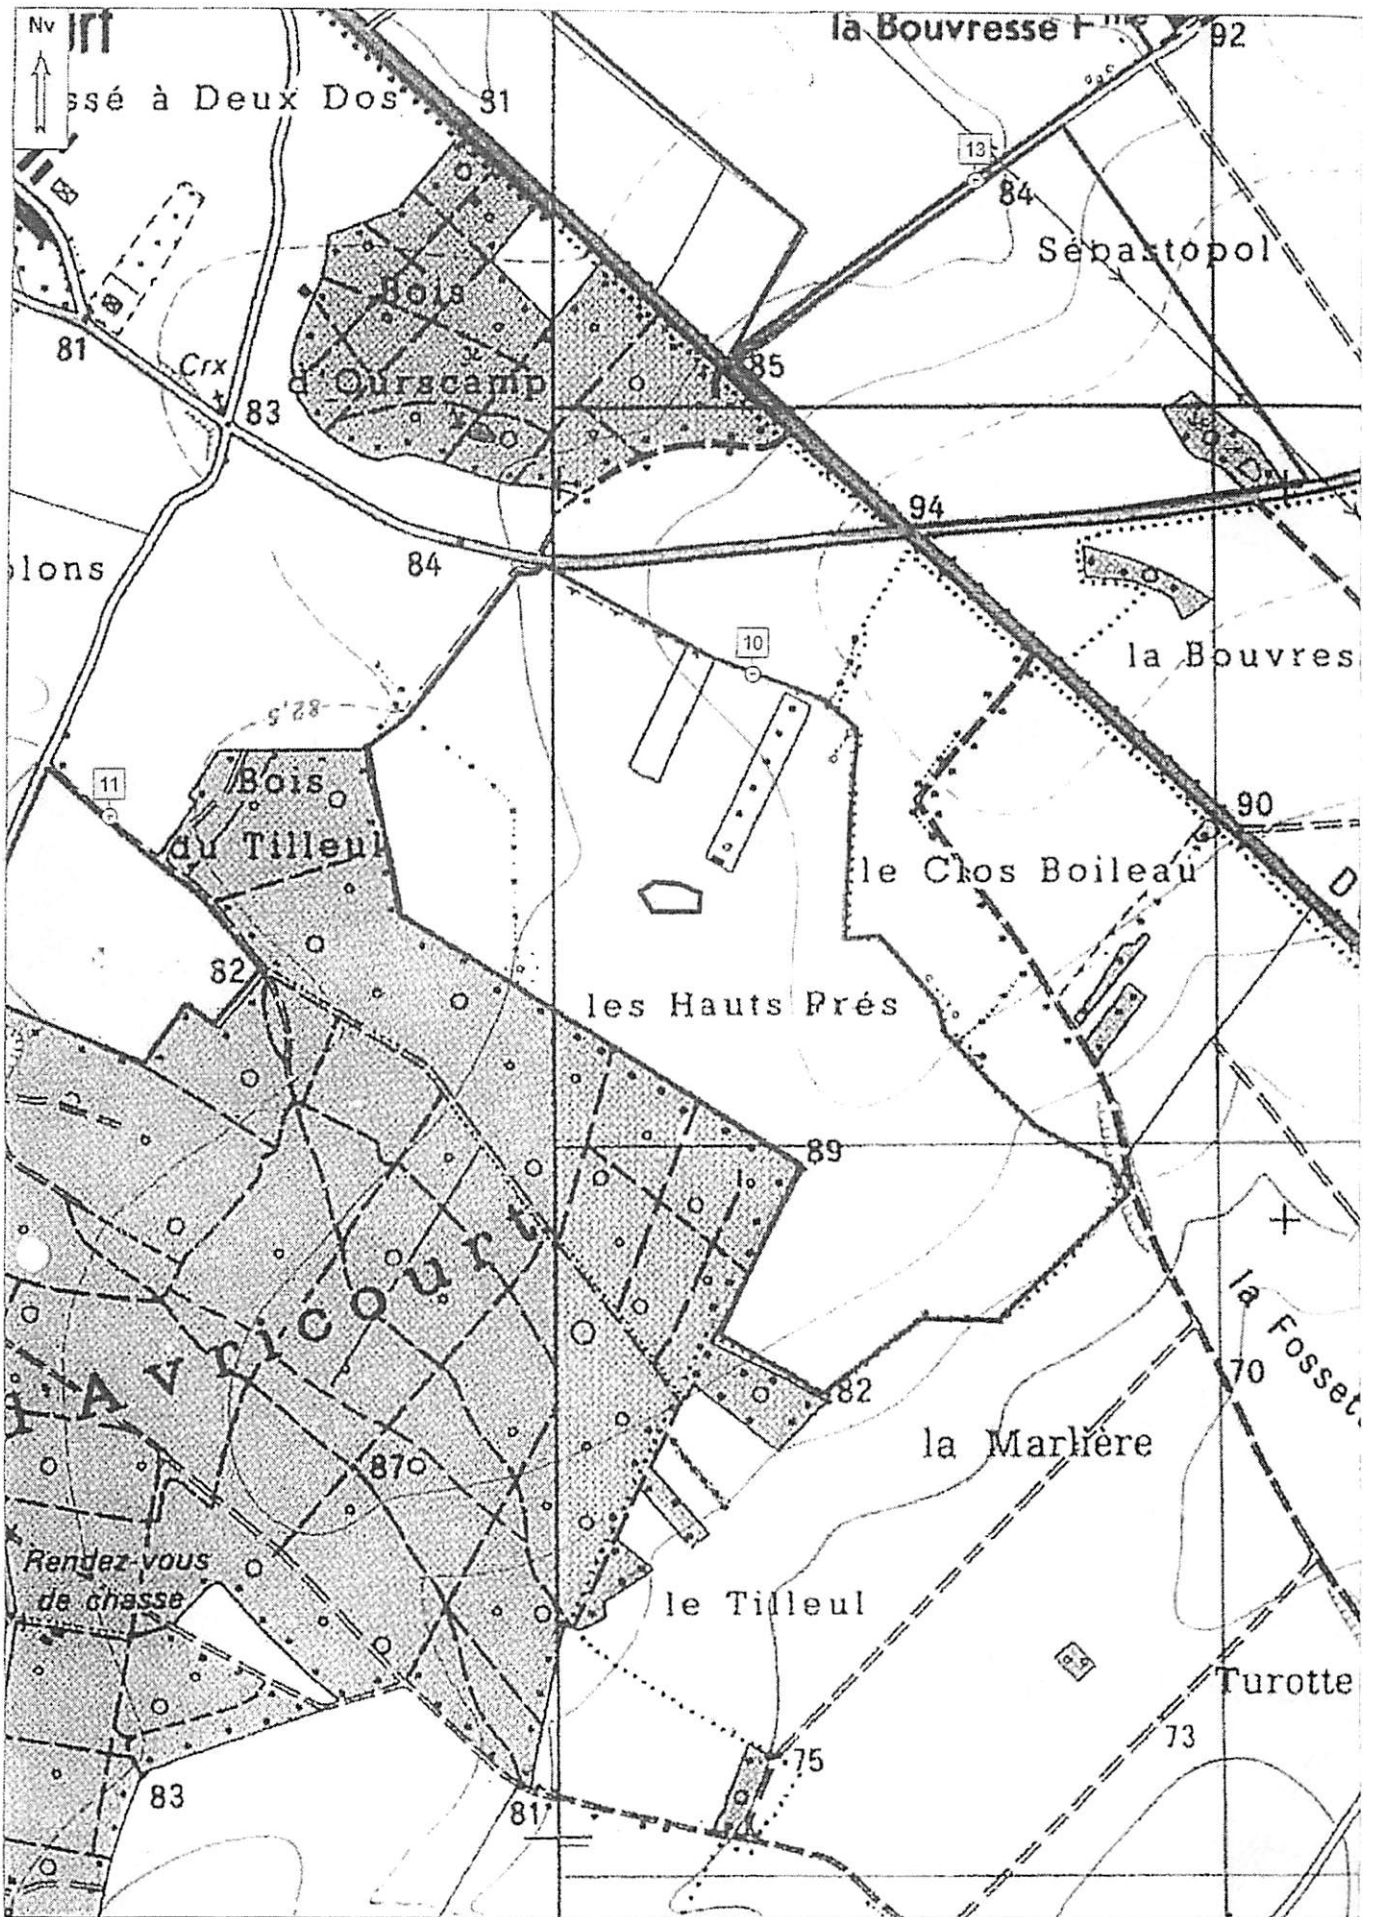 Nv
la Bouvresse Fme
92
ssé à Deux Dos
81
13
84
Sébastopol
Bois
81
Crx
d'Ourscamp
85
83
94
84
lons
10
la Bouvres
82,5
11
Bois
90
du Tilleul
le Clos Boileau
D
82
les Hauts Prés
89
d'Avricourt
la Fosset
70
82
la Marlière
87
Rendez-vous
de chasse
le Tilleul
Turotte
73
75
83
81